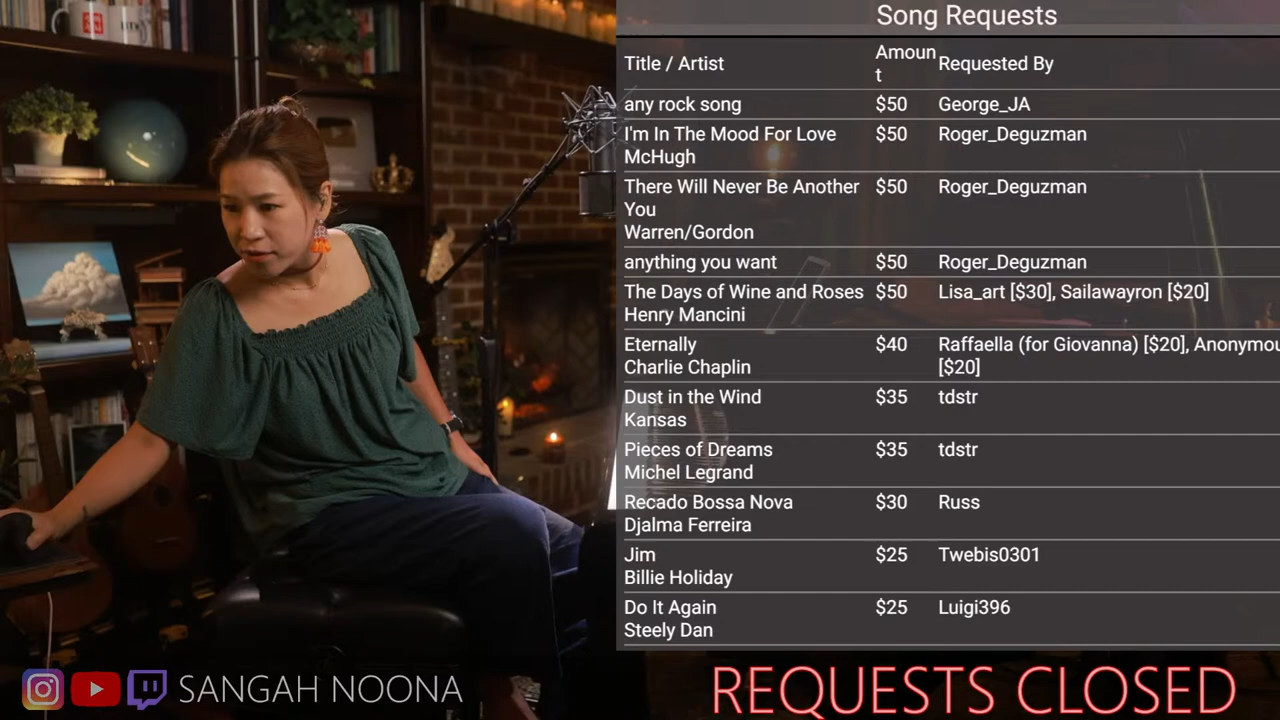 Song Requests
Title / Artist
Amoun
t
Requested By
any rock song $50 George_JA
I'm In The Mood For Love $50 Roger_Deguzman
McHugh
There Will Never Be Another $50 Roger_Deguzman
You
Warren/Gordon
anything you want $50 Roger_Deguzman
The Days of Wine and Roses $50 Lisa_art [$30], Sailawayron [$20]
Henry Mancini
Eternally $40 Raffaella (for Giovanna) [$20], Anonymou
Charlie Chaplin [$20]
Dust in the Wind $35 tdstr
Kansas
Pieces of Dreams $35 tdstr
Michel Legrand
Recado Bossa Nova $30 Russ
Djalma Ferreira
Jim $25 Twebis0301
Billie Holiday
Do It Again $25 Luigi396
Steely Dan
SANGAH NOONA
REQUESTS CLOSED